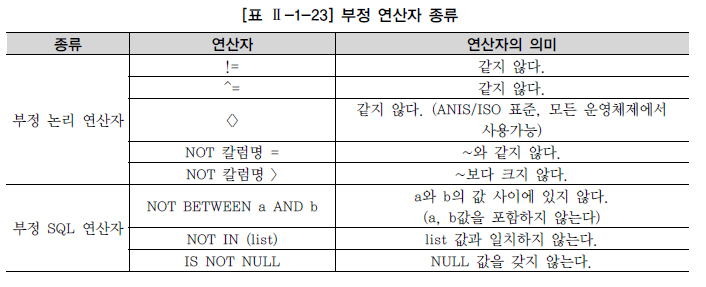 [표 Ⅱ-1-23] 부정 연산자 종류
종류 연산자 연산자의 의미
부정 논리 연산자
!= 같지 않다.
^= 같지 않다.
<> 같지 않다. (ANIS/ISO 표준, 모든 운영체제에서
사용가능)
NOT 칼럼명 = ~와 같지 않다.
NOT 칼럼명 > ~보다 크지 않다.
부정 SQL 연산자
NOT BETWEEN a AND b a와 b의 값 사이에 있지 않다.
(a, b값을 포함하지 않는다)
NOT IN (list) list 값과 일치하지 않는다.
IS NOT NULL NULL 값을 갖지 않는다.